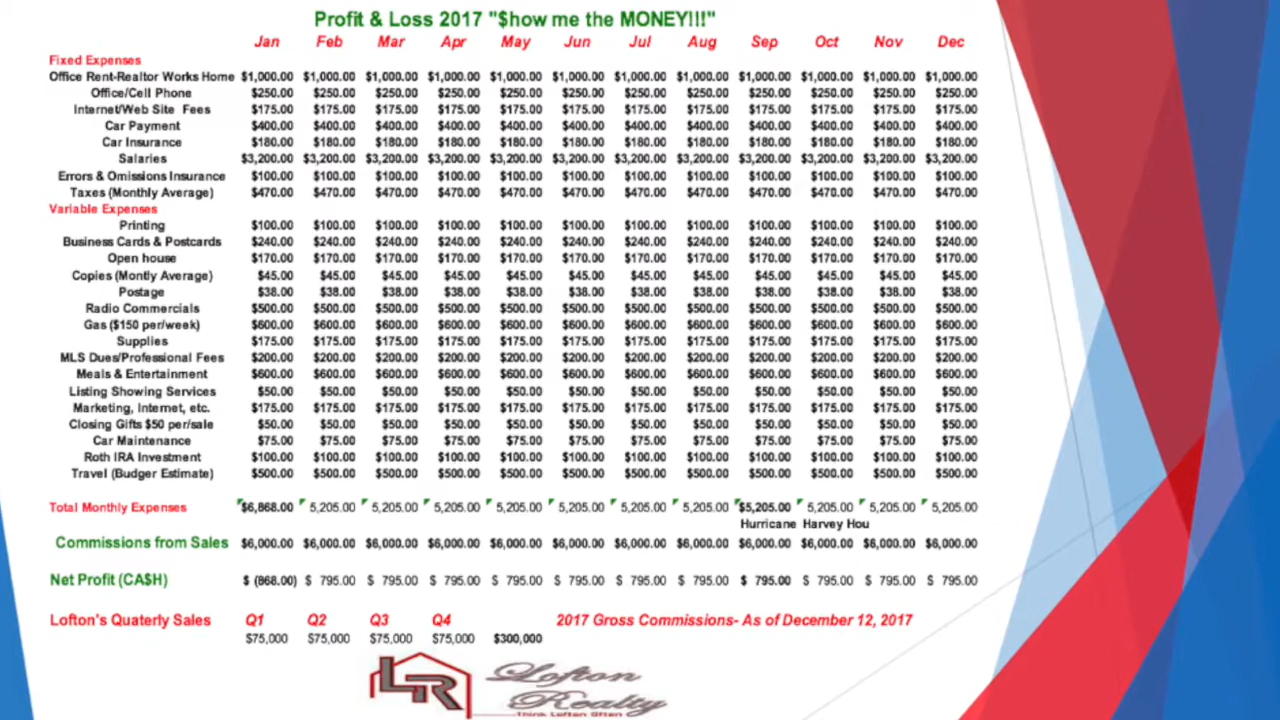 Profit & Loss 2017 "$how me the MONEY!!!"
Jan Feb Mar Apr May Jun Jul Aug Sep Oct Nov Dec
Fixed Expenses
Office Rent-Realtor Works Home $1,000.00 $1,000.00 $1,000.00 $1,000.00 $1,000.00 $1,000.00 $1,000.00 $1,000.00 $1,000.00 $1,000.00 $1,000.00 $1,000.00
Office/Cell Phone $250.00 $250.00 $250.00 $250.00 $250.00 $250.00 $250.00 $250.00 $250.00 $250.00 $250.00 $250.00
Internet/Web Site Fees $175.00 $175.00 $175.00 $175.00 $175.00 $175.00 $175.00 $175.00 $175.00 $175.00 $175.00 $175.00
Car Payment $400.00 $400.00 $400.00 $400.00 $400.00 $400.00 $400.00 $400.00 $400.00 $400.00 $400.00 $400.00
Car Insurance $180.00 $180.00 $180.00 $180.00 $180.00 $180.00 $180.00 $180.00 $180.00 $180.00 $180.00 $180.00
Salaries $3,200.00 $3,200.00 $3,200.00 $3,200.00 $3,200.00 $3,200.00 $3,200.00 $3,200.00 $3,200.00 $3,200.00 $3,200.00 $3,200.00
Errors & Omissions Insurance $100.00 $100.00 $100.00 $100.00 $100.00 $100.00 $100.00 $100.00 $100.00 $100.00 $100.00 $100.00
Taxes (Monthly Average) $470.00 $470.00 $470.00 $470.00 $470.00 $470.00 $470.00 $470.00 $470.00 $470.00 $470.00 $470.00
Variable Expenses
Printing $100.00 $100.00 $100.00 $100.00 $100.00 $100.00 $100.00 $100.00 $100.00 $100.00 $100.00 $100.00
Business Cards & Postcards $240.00 $240.00 $240.00 $240.00 $240.00 $240.00 $240.00 $240.00 $240.00 $240.00 $240.00 $240.00
Open house $170.00 $170.00 $170.00 $170.00 $170.00 $170.00 $170.00 $170.00 $170.00 $170.00 $170.00 $170.00
Copies (Montly Average) $45.00 $45.00 $45.00 $45.00 $45.00 $45.00 $45.00 $45.00 $45.00 $45.00 $45.00 $45.00
Postage $38.00 $38.00 $38.00 $38.00 $38.00 $38.00 $38.00 $38.00 $38.00 $38.00 $38.00 $38.00
Radio Commercials $500.00 $500.00 $500.00 $500.00 $500.00 $500.00 $500.00 $500.00 $500.00 $500.00 $500.00 $500.00
Gas ($150 per/week) $600.00 $600.00 $600.00 $600.00 $600.00 $600.00 $600.00 $600.00 $600.00 $600.00 $600.00 $600.00
Supplies $175.00 $175.00 $175.00 $175.00 $175.00 $175.00 $175.00 $175.00 $175.00 $175.00 $175.00 $175.00
MLS Dues/Professional Fees $200.00 $200.00 $200.00 $200.00 $200.00 $200.00 $200.00 $200.00 $200.00 $200.00 $200.00 $200.00
Meals & Entertainment $600.00 $600.00 $600.00 $600.00 $600.00 $600.00 $600.00 $600.00 $600.00 $600.00 $600.00 $600.00
Listing Showing Services $50.00 $50.00 $50.00 $50.00 $50.00 $50.00 $50.00 $50.00 $50.00 $50.00 $50.00 $50.00
Marketing, Internet, etc. $175.00 $175.00 $175.00 $175.00 $175.00 $175.00 $175.00 $175.00 $175.00 $175.00 $175.00 $175.00
Closing Gifts $50 per/sale $50.00 $50.00 $50.00 $50.00 $50.00 $50.00 $50.00 $50.00 $50.00 $50.00 $50.00 $50.00
Car Maintenance $75.00 $75.00 $75.00 $75.00 $75.00 $75.00 $75.00 $75.00 $75.00 $75.00 $75.00 $75.00
Roth IRA Investment $100.00 $100.00 $100.00 $100.00 $100.00 $100.00 $100.00 $100.00 $100.00 $100.00 $100.00 $100.00
Travel (Budger Estimate) $500.00 $500.00 $500.00 $500.00 $500.00 $500.00 $500.00 $500.00 $500.00 $500.00 $500.00 $500.00
Total Monthly Expenses $6,868.00 5,205.00 5,205.00 5,205.00 5,205.00 5,205.00 5,205.00 5,205.00 $5,205.00 5,205.00 5,205.00 5,205.00
Hurricane Harvey Hou
Commissions from Sales $6,000.00 $6,000.00 $6,000.00 $6,000.00 $6,000.00 $6,000.00 $6,000.00 $6,000.00 $6,000.00 $6,000.00 $6,000.00 $6,000.00
Net Profit (CA$H) $ (868.00) $ 795.00 $ 795.00 $ 795.00 $ 795.00 $ 795.00 $ 795.00 $ 795.00 $ 795.00 $ 795.00 $ 795.00 $ 795.00
Lofton's Quaterly Sales Q1 Q2 Q3 Q4 2017 Gross Commissions- As of December 12, 2017
$75,000 $75,000 $75,000 $75,000 $300,000
LR Lofton
Realty
Think Lofton Often